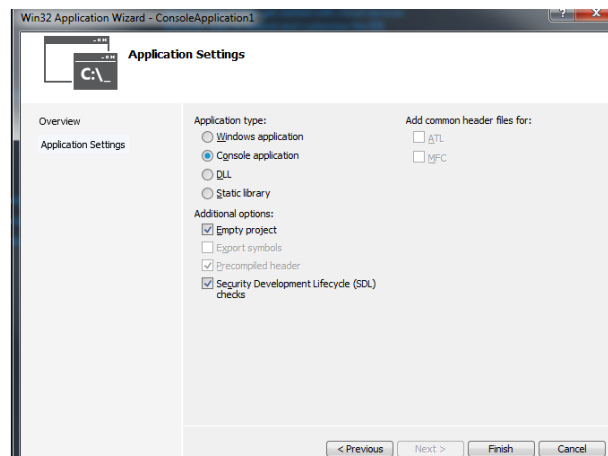 Win32 Application Wizard - ConsoleApplication1
C:\_
Application Settings
Overview
Application Settings
Application type:
Windows application
Console application
DLL
Static library
Additional options:
Empty project
Export symbols
Precompiled header
Security Development Lifecycle (SDL)
checks
Add common header files for:
ATL
MFC
< Previous
Next >
Finish
Cancel